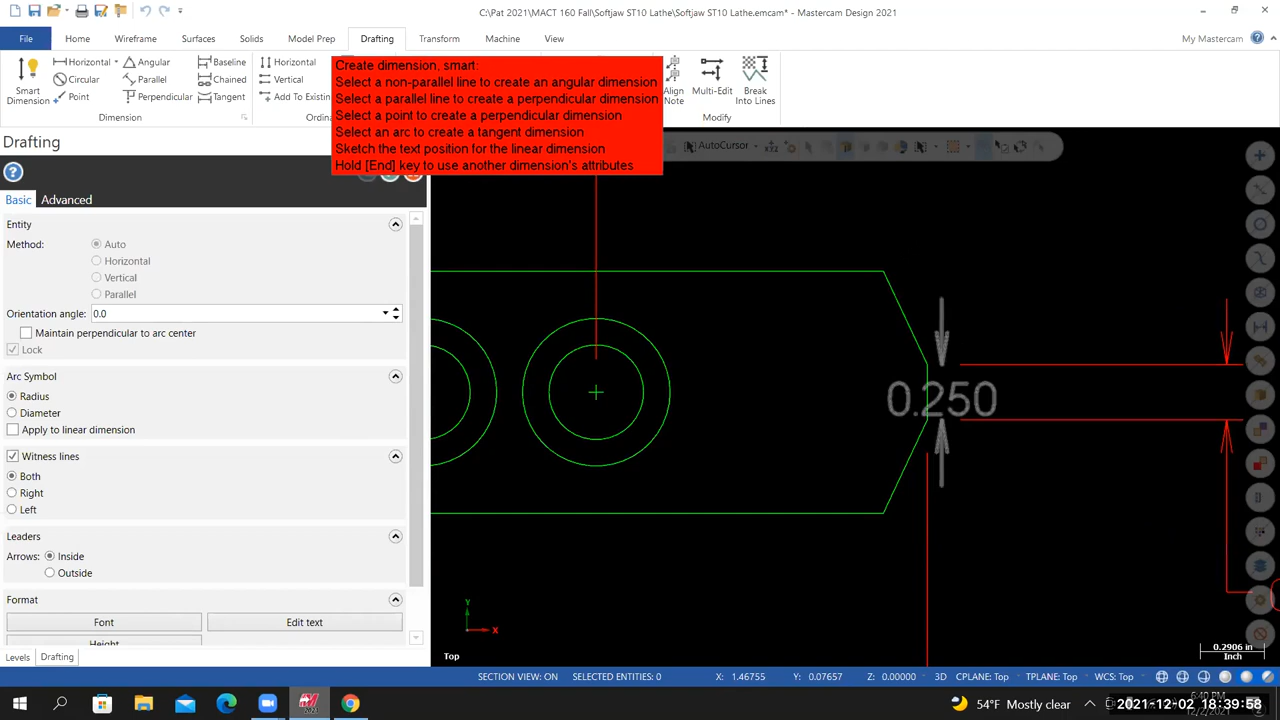 C:\Pat 2021\MACT 160 Fall\Softjaw ST10 Lathe\Softjaw ST10 Lathe.emcam* - Mastercam Design 2021
File
Home
Wireframe
Surfaces
Solids
Model Prep
Drafting
Transform
Machine
View
My Mastercam
Smart
Dimension
Horizontal
Circular
Point
Angular
Parallel
Perpendicular
Baseline
Chained
Tangent
Dimension
Horizontal
Vertical
Add To Existing
Create dimension, smart:
Select a non-parallel line to create an angular dimension
Select a parallel line to create a perpendicular dimension
Select a point to create a perpendicular dimension
Select an arc to create a tangent dimension
Sketch the text position for the linear dimension
Hold [End] key to use another dimension's attributes
Align
Note
Multi-Edit
Break
Into Lines
Modify
AutoCursor
Drafting
Basic
Advanced
Entity
Method:
Auto
Horizontal
Vertical
Parallel
Orientation angle:
0.0
Maintain perpendicular to arc center
Lock
Arc Symbol
Radius
Diameter
Apply to linear dimension
Witness lines
Both
Right
Left
Leaders
Arrows:
Inside
Outside
Format
Font
Edit text
Height
Levels
Drafting
0.250
Y
X
Top
0.2906 in
Inch
SECTION VIEW: ON
SELECTED ENTITIES: 0
X: 1.46755
Y: 0.07657
Z: 0.00000
3D
CPLANE: Top
TPLANE: Top
WCS: Top
54°F Mostly clear
6:40 PM
2021-12-02 18:39:58
12/2/2021